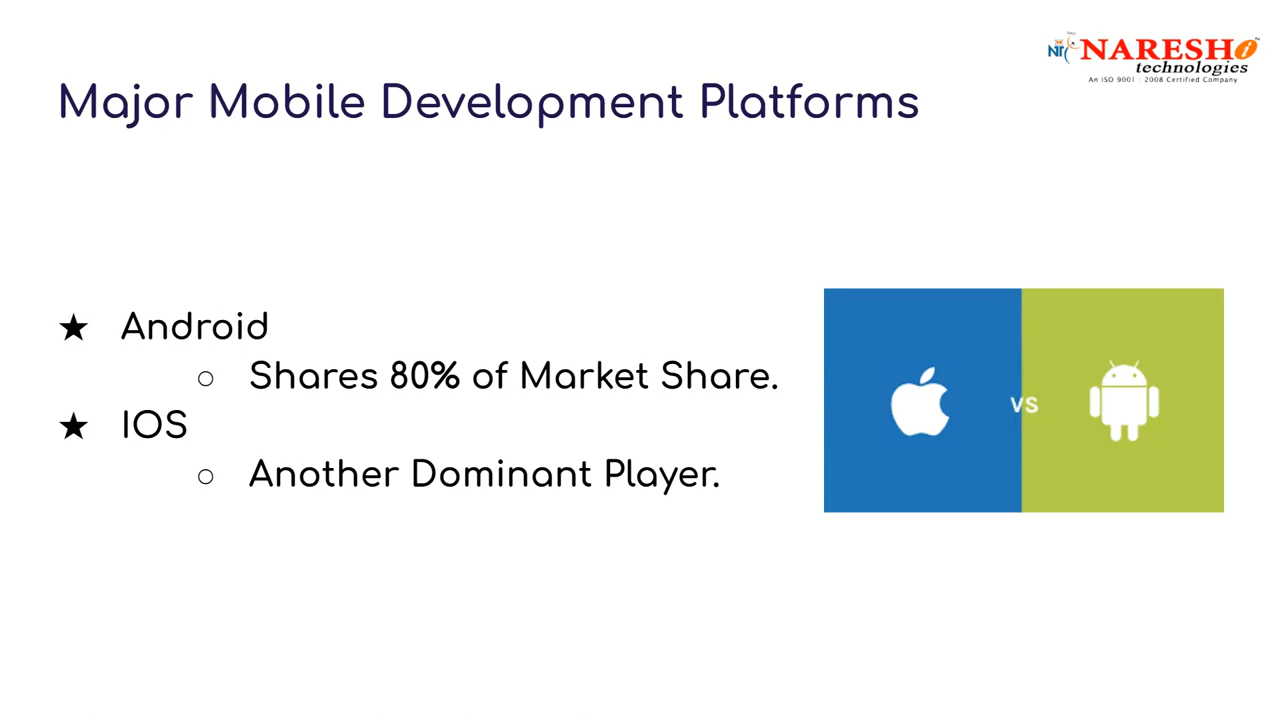 NARESH i
technologies
An ISO 9001 : 2008 Certified Company
Major Mobile Development Platforms
★ Android
○ Shares 80% of Market Share.
★ IOS
○ Another Dominant Player.
VS